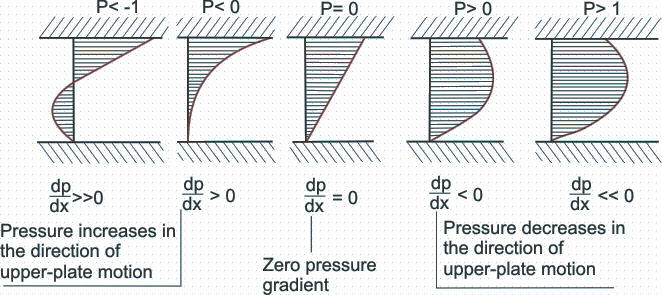 P< -1
P< 0
P= 0
P> 0
P> 1
dp/dx >>0
dp/dx > 0
dp/dx = 0
dp/dx < 0
dp/dx << 0
Pressure increases in
the direction of
upper-plate motion
Zero pressure
gradient
Pressure decreases in
the direction of
upper-plate motion